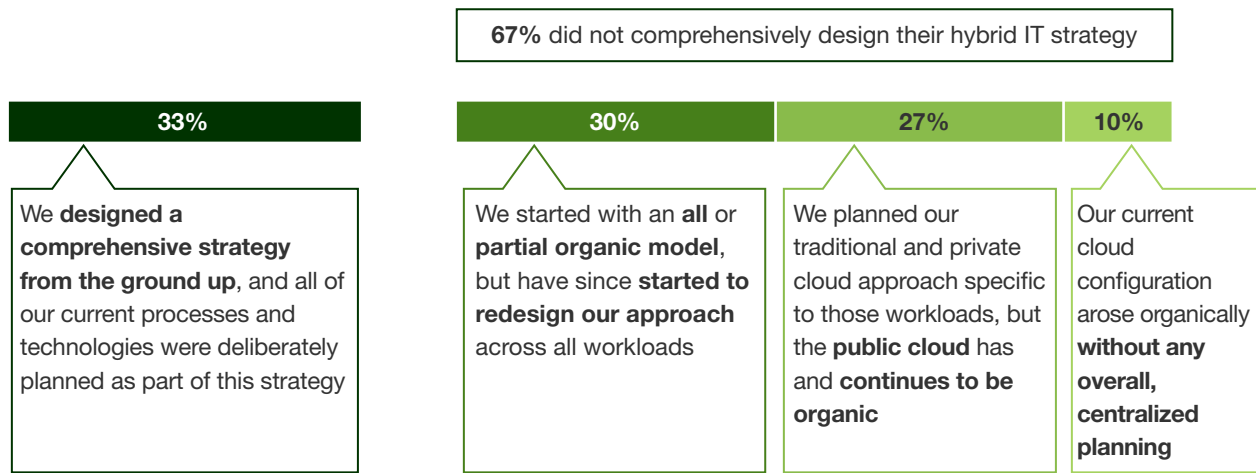 67% did not comprehensively design their hybrid IT strategy
33%
30%
27%
10%
We designed a
comprehensive strategy
from the ground up, and all of
our current processes and
technologies were deliberately
planned as part of this strategy
We started with an all or
partial organic model,
but have since started to
redesign our approach
across all workloads
We planned our
traditional and private
cloud approach specific
to those workloads, but
the public cloud has
and continues to be
organic
Our current
cloud
configuration
arose organically
without any
overall,
centralized
planning